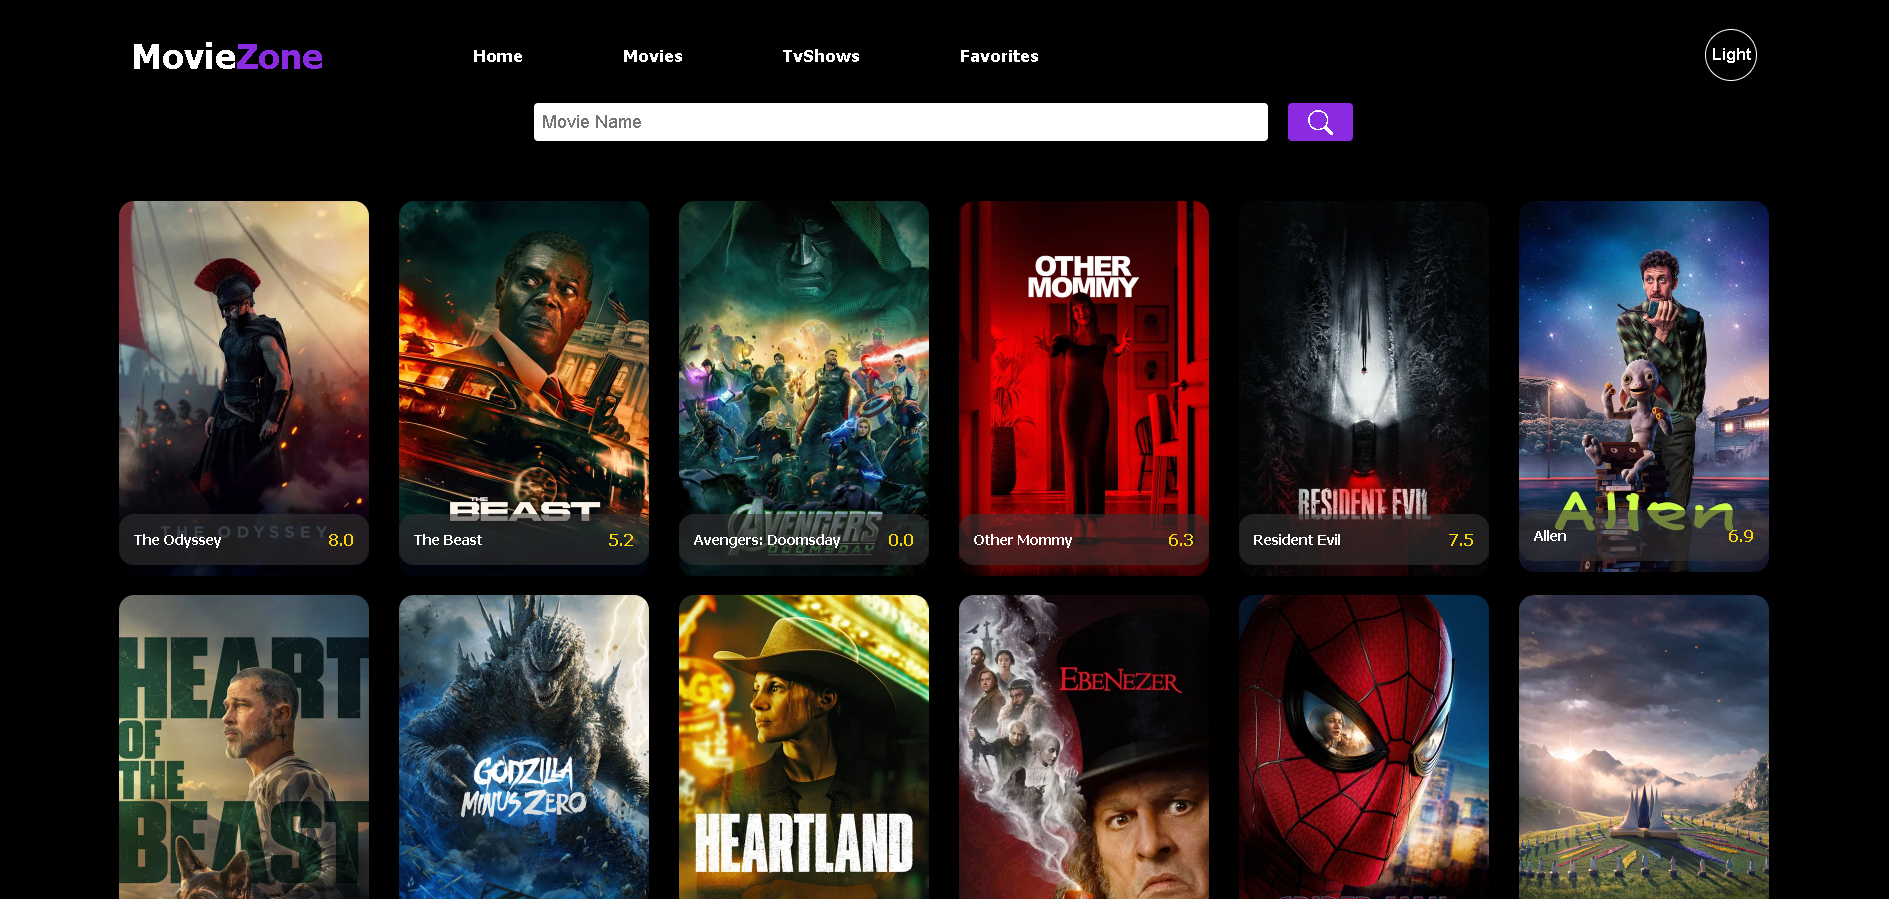 MovieZone
Home
Movies
TvShows
Favorites
Light
Movie Name
OTHER
MOMMY
THE
BEAST
AVENGERS
DOOMSDAY
RESIDENT EVIL
Allen
THE ODYSSEY
The Odyssey
8.0
The Beast
5.2
Avengers: Doomsday
0.0
Other Mommy
6.3
Resident Evil
7.5
Allen
6.9
HEART
OF
THE
BEAST
GODZILLA
MINUS ZERO
HEARTLAND
EBENEZER